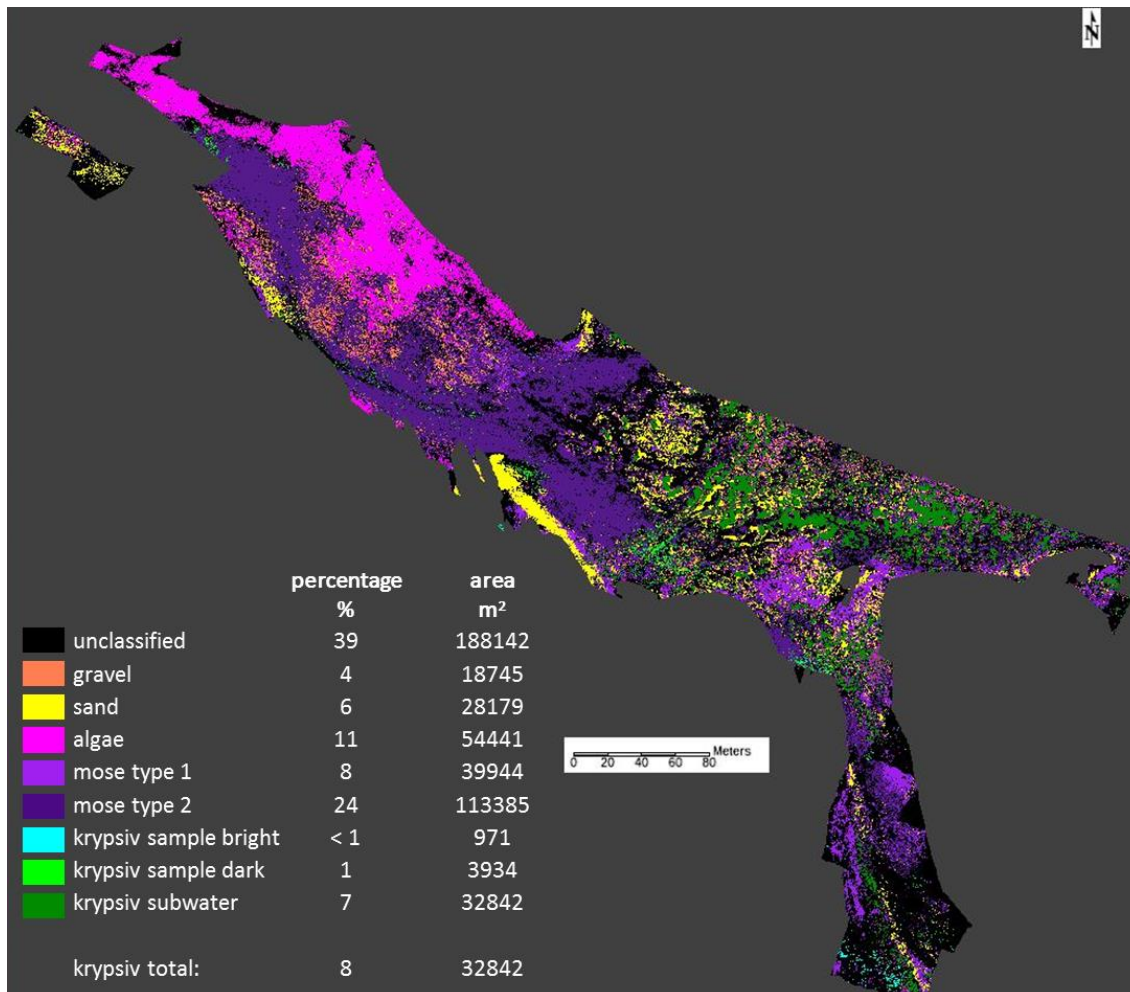 N
percentage area
% m²
unclassified 39 188142
gravel 4 18745
sand 6 28179
algae 11 54441
mose type 1 8 39944
mose type 2 24 113385
krypsiv sample bright < 1 971
krypsiv sample dark 1 3934
krypsiv subwater 7 32842
krypsiv total: 8 32842
Meters
0 20 40 60 80